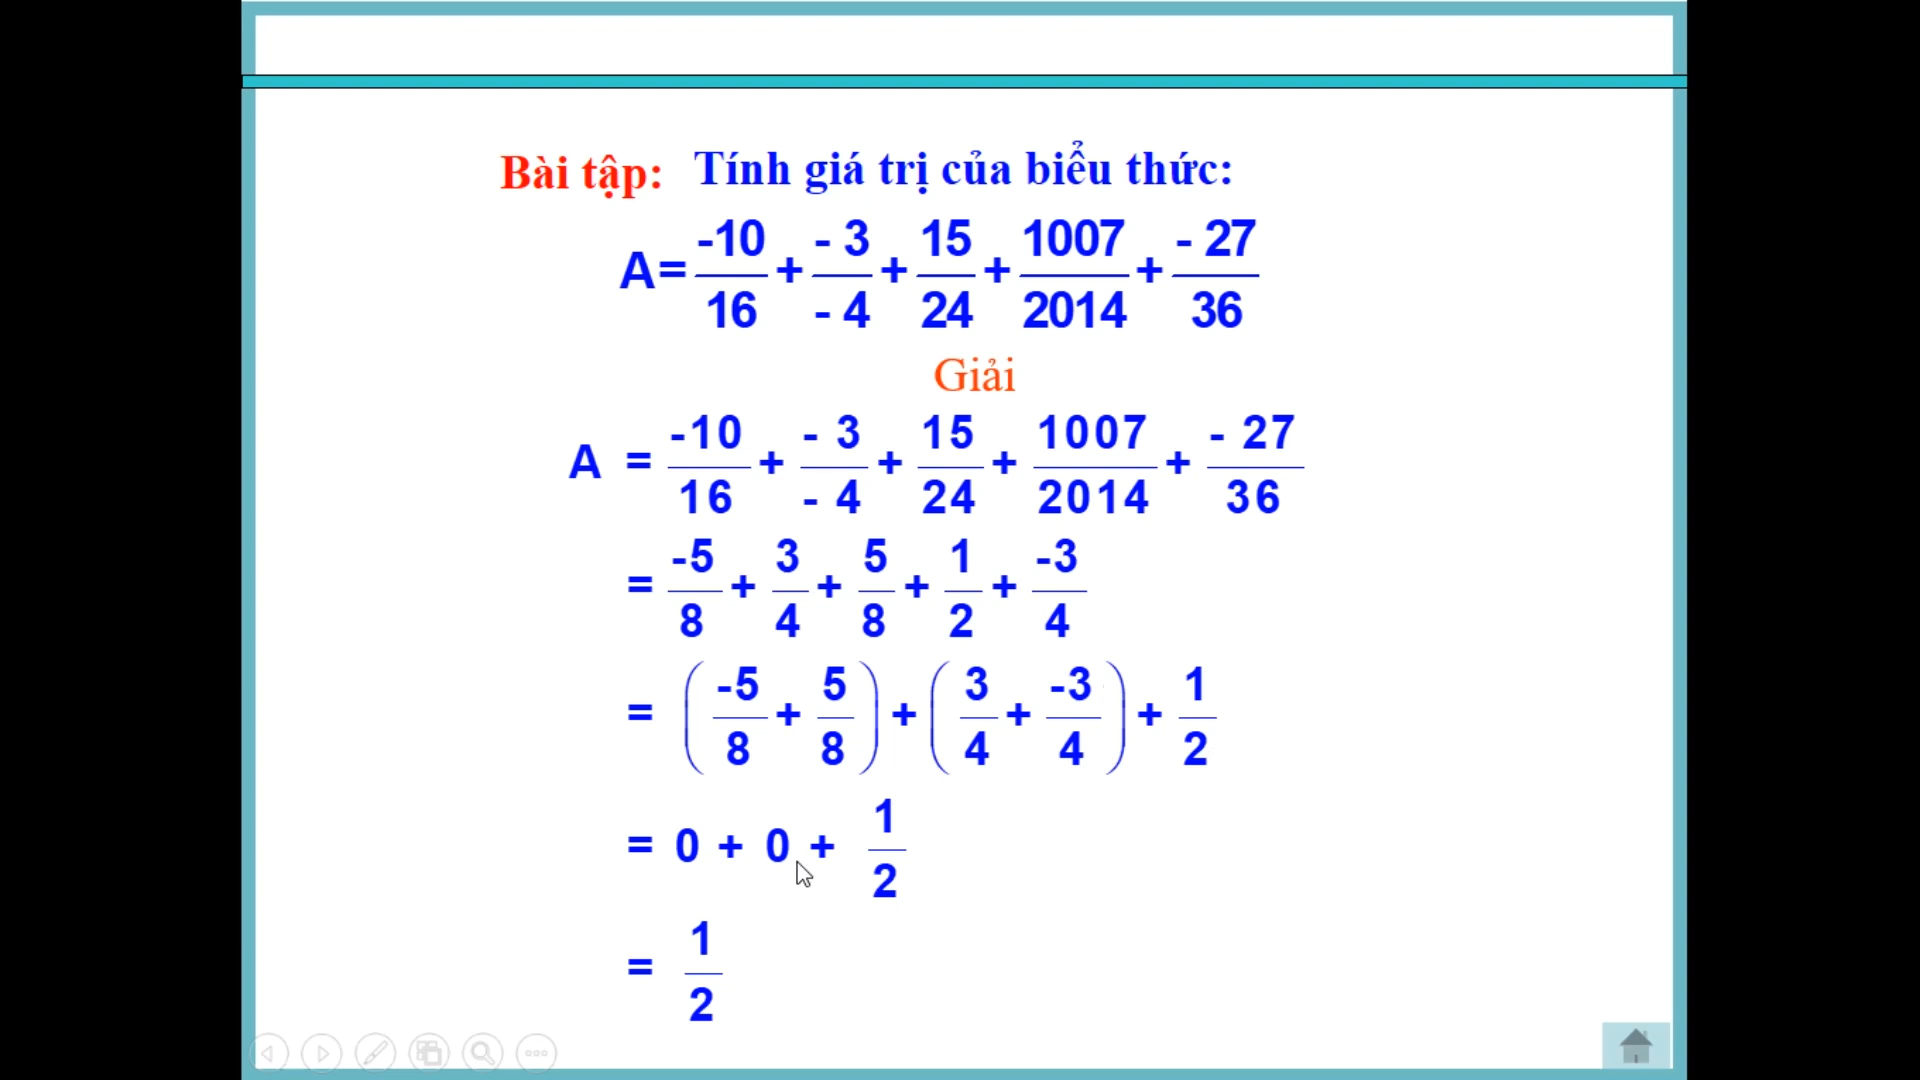 Bài tập: Tính giá trị của biểu thức:
A= -10/16 + - 3/- 4 + 15/24 + 1007/2014 + - 27/36
Giải
A = -10/16 + - 3/- 4 + 15/24 + 1007/2014 + - 27/36
= -5/8 + 3/4 + 5/8 + 1/2 + -3/4
= ( -5/8 + 5/8 ) + ( 3/4 + -3/4 ) + 1/2
= 0 + 0 + 1/2
= 1/2